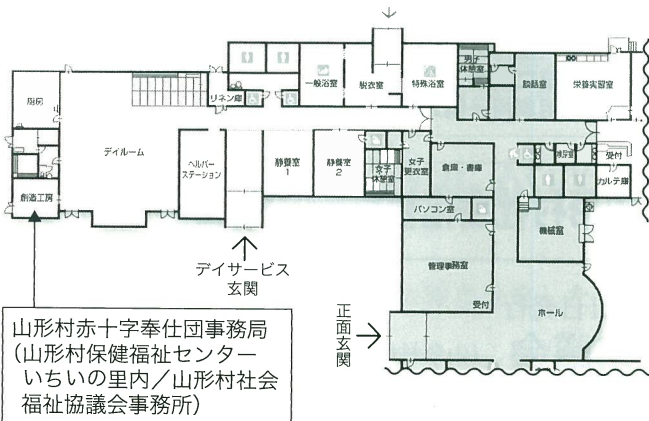 男子
休憩室
談話室
栄養実習室
一般浴室
脱衣室
特殊浴室
厨房
リネン庫
デイルーム
ヘルパー
ステーション
静養室
1
静養室
2
女子
休憩室
女子
更衣室
倉庫・書庫
検尿室
受付
カルテ庫
創造工房
パソコン室
機械室
管理事務室
受付
ホール
デイサービス
玄関
正面玄関
山形村赤十字奉仕団事務局
(山形村保健福祉センター
いちいの里内/山形村社会
福祉協議会事務所)